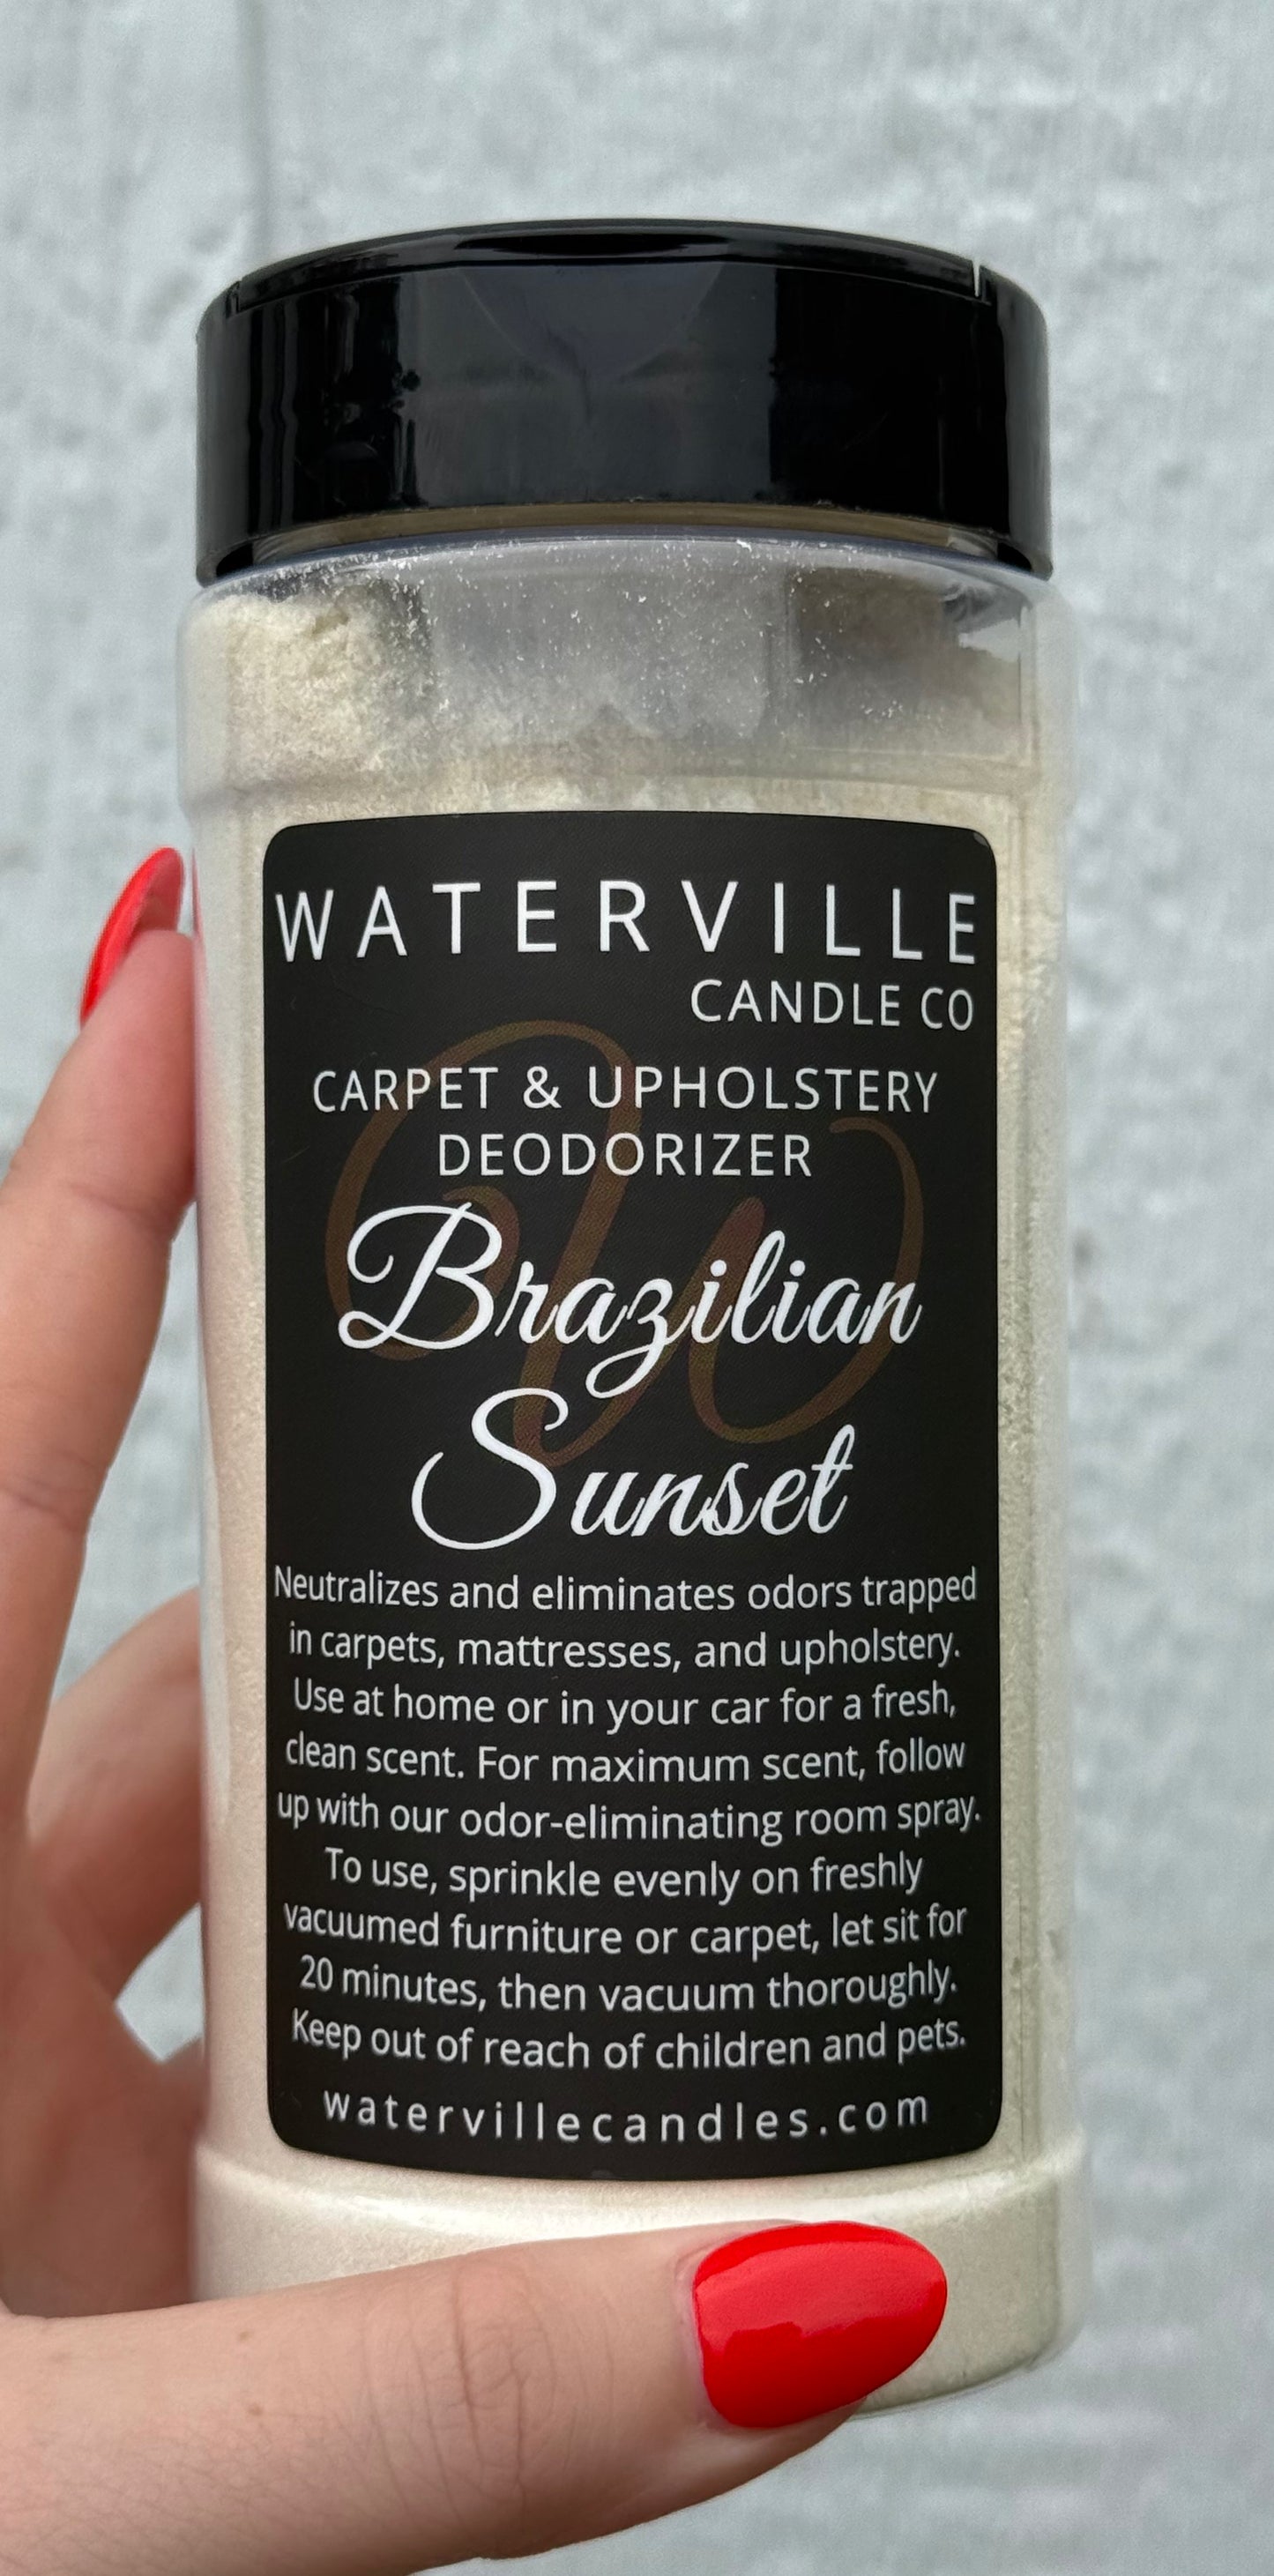 WATERVILLE
CANDLE CO
CARPET & UPHOLSTERY
DEODORIZER
Brazilian
Sunset
Neutralizes and eliminates odors trapped
in carpets, mattresses, and upholstery.
Use at home or in your car for a fresh,
clean scent. For maximum scent, follow
up with our odor-eliminating room spray.
To use, sprinkle evenly on freshly
vacuumed furniture or carpet, let sit for
20 minutes, then vacuum thoroughly.
Keep out of reach of children and pets.
watervillecandles.com